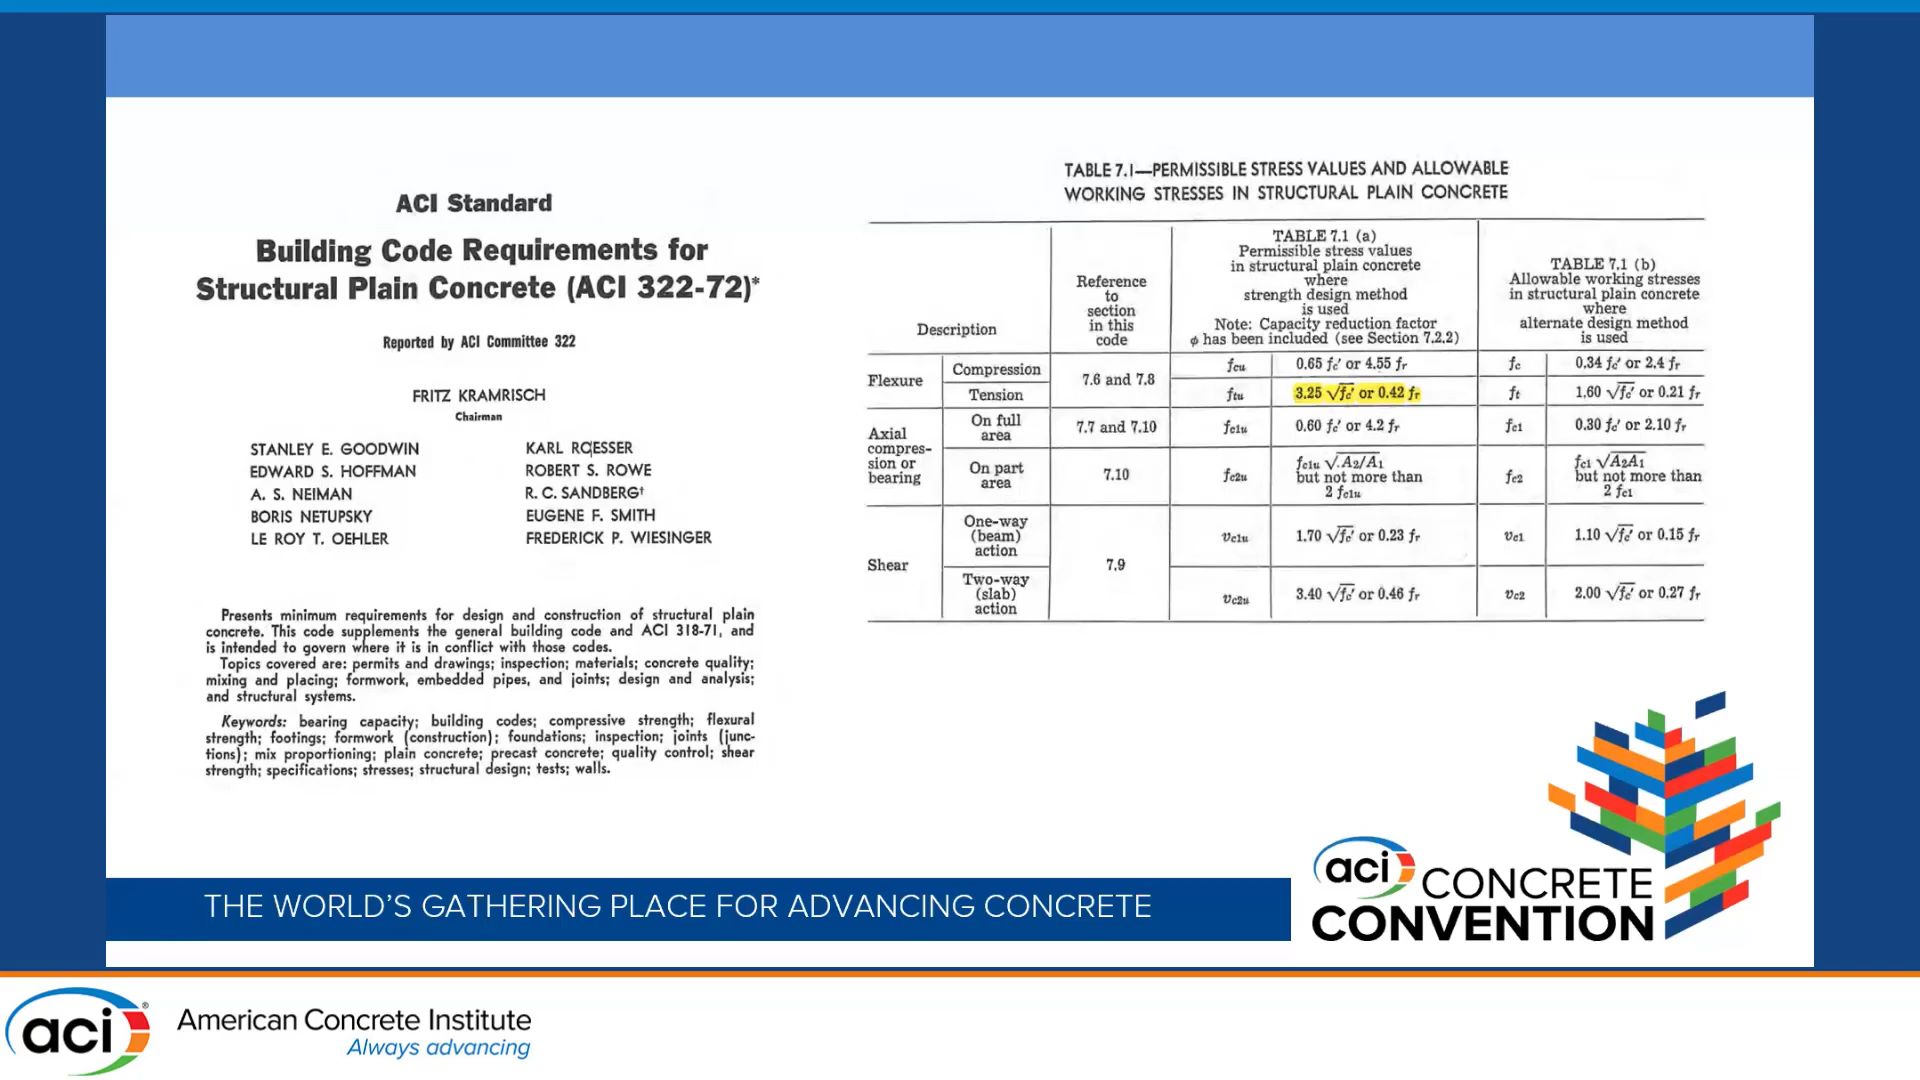 ACI Standard
Building Code Requirements for
Structural Plain Concrete (ACI 322-72)*
Reported by ACI Committee 322
FRITZ KRAMRISCH
Chairman
STANLEY E. GOODWIN
EDWARD S. HOFFMAN
A. S. NEIMAN
BORIS NETUPSKY
LE ROY T. OEHLER
KARL ROESSER
ROBERT S. ROWE
R. C. SANDBERG†
EUGENE F. SMITH
FREDERICK P. WIESINGER
Presents minimum requirements for design and construction of structural plain
concrete. This code supplements the general building code and ACI 318-71, and
is intended to govern where it is in conflict with those codes.
Topics covered are: permits and drawings; inspection; materials; concrete quality;
mixing and placing; formwork, embedded pipes, and joints; design and analysis;
and structural systems.
Keywords: bearing capacity; building codes; compressive strength; flexural
strength; footings; formwork (construction); foundations; inspection; joints (junc-
tions); mix proportioning; plain concrete; precast concrete; quality control; shear
strength; specifications; stresses; structural design; tests; walls.
TABLE 7.1—PERMISSIBLE STRESS VALUES AND ALLOWABLE
WORKING STRESSES IN STRUCTURAL PLAIN CONCRETE
Description
Reference
to
section
in this
code
TABLE 7.1 (a)
Permissible stress values
in structural plain concrete
where
strength design method
is used
Note: Capacity reduction factor
φ has been included (see Section 7.2.2)
TABLE 7.1 (b)
Allowable working stresses
in structural plain concrete
where
alternate design method
is used
Flexure
Compression
7.6 and 7.8
fcu
0.65 fc′ or 4.55 fr
fc
0.34 fc′ or 2.4 fr
Tension
ftu
3.25 √fc′ or 0.42 fr
ft
1.60 √fc′ or 0.21 fr
Axial
compres-
sion or
bearing
On full
area
7.7 and 7.10
fc1u
0.60 fc′ or 4.2 fr
fc1
0.30 fc′ or 2.10 fr
On part
area
7.10
fc2u
fc1u √A2/A1
but not more than
2 fc1u
fc2
fc1 √A2A1
but not more than
2 fc1
Shear
One-way
(beam)
action
7.9
vc1u
1.70 √fc′ or 0.23 fr
vc1
1.10 √fc′ or 0.15 fr
Two-way
(slab)
action
vc2u
3.40 √fc′ or 0.46 fr
vc2
2.00 √fc′ or 0.27 fr
THE WORLD'S GATHERING PLACE FOR ADVANCING CONCRETE
aci CONCRETE
CONVENTION
aci®
American Concrete Institute
Always advancing